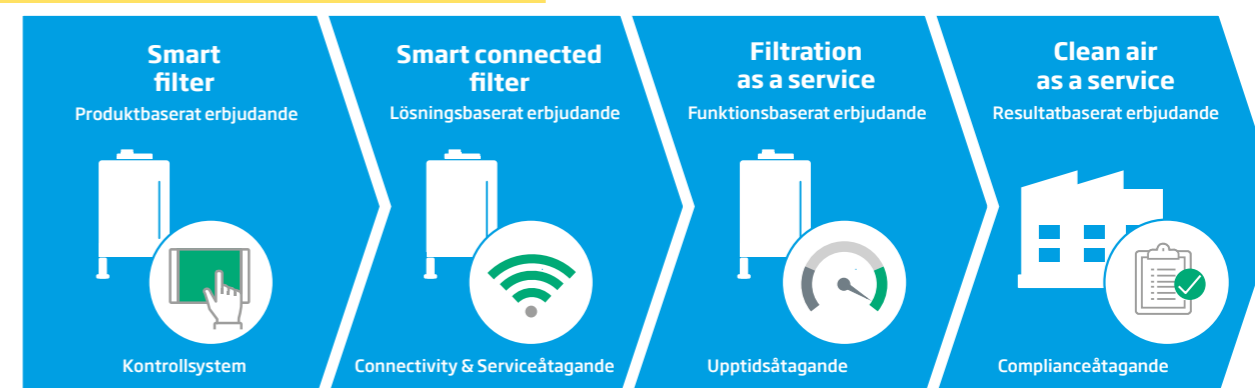 Smart
filter
Produktbaserat erbjudande
Kontrollsystem
Smart connected
filter
Lösningsbaserat erbjudande
Connectivity & Serviceåtagande
Filtration
as a service
Funktionsbaserat erbjudande
Upptidsåtagande
Clean air
as a service
Resultatbaserat erbjudande
Complianceåtagande